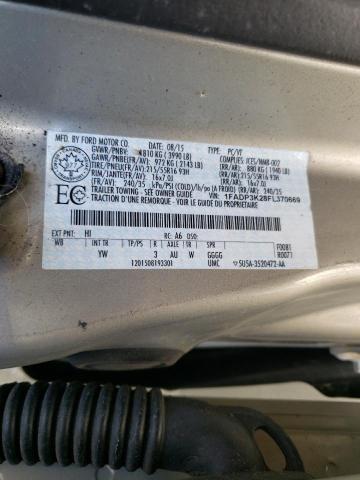 MFD. BY FORD MOTOR CO.
DATE: 08/15 TYPE: PC/VP
GVWR/PNBV: 1810 KG ( 3990 LB) COMPLIES: ICES/NMB-002
GAWR/PNBE(FR/AV): 972 KG ( 2143 LB) (RR/AR): 880 KG ( 1940 LB)
TIRE/PNEU(FR/AV): 215/55R16 93H (RR/AR): 215/55R16 93H
RIM/JANTE(FR/AV): 16x7.0J (RR/AR): 16x7.0J
(FR/AV): 240/35 kPa/PSI (COLD)/lb/po (A FROID) (RR/AR): 240/35
TRAILER TOWING - SEE OWNER GUIDE VIN: 1FADP3K28FL370669
TRACTION D'UNE REMORQUE - VOIR GUIDE DU
CANADA
EC
EXT PNT: HI RC: A6 DSO: F0081
WB INT TR TP/PS R AXLE SPR R0071
YW 3 AU W GGGG
1201508193301 UMC 5U5A-3520472-AA